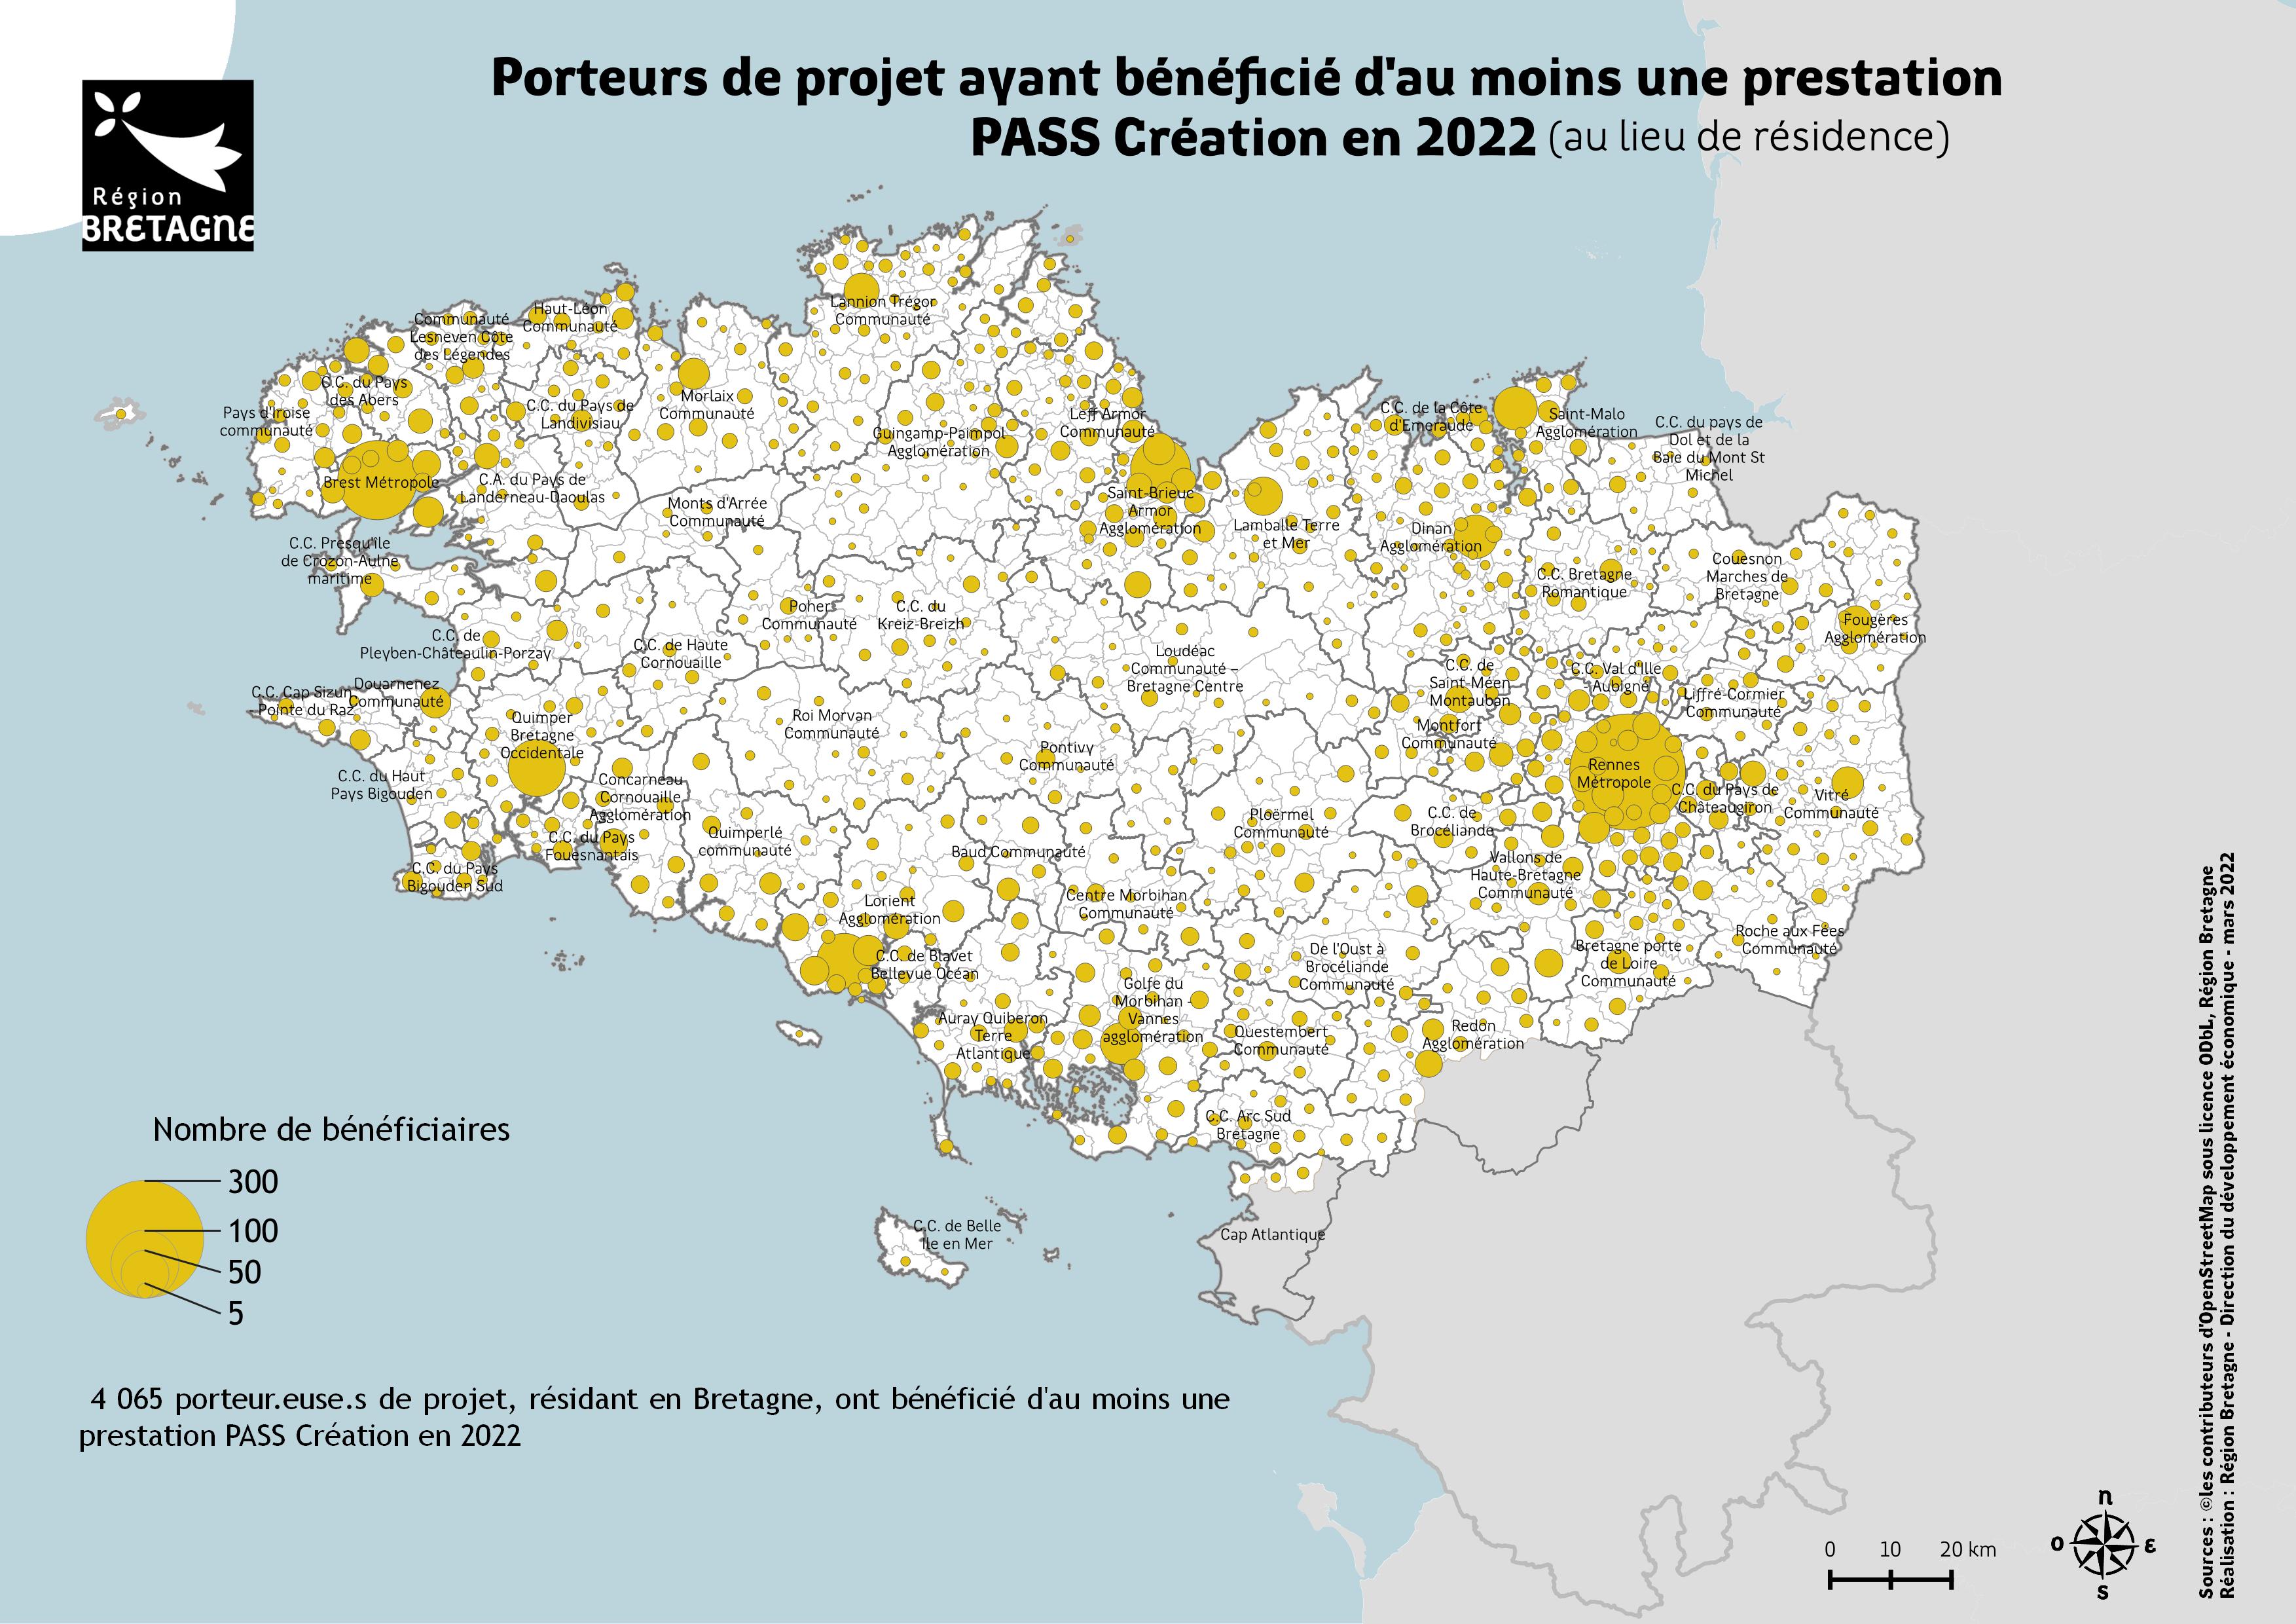 Porteurs de projet ayant bénéficié d'au moins une prestation
PASS Création en 2022 (au lieu de résidence)
Région
BRETAGNE
Lannion Trégor
Communauté
Haut-Léon
Communauté
Communauté
Lesneven Côte
des Légendes
C.C. du Pays
des Abers
Pays d'Iroise
communauté
C.C. du Pays de
Landivisiau
Morlaix
Communauté
Guingamp-Paimpol
Agglomération
Leff Armor
Communauté
C.C. de la Côte
d'Emeraude
Saint-Malo
Agglomération
C.C. du pays de
Dol et de la
Baie du Mont St
Michel
Brest Métropole
C.A. du Pays de
Landerneau-Daoulas
Monts d'Arrée
Communauté
Saint-Brieuc
Armor
Agglomération
Lamballe Terre
et Mer
Dinan
Agglomération
C.C. Presqu'île
de Crozon-Aulne
maritime
C.C. Bretagne
Romantique
Couesnon
Marches de
Bretagne
Poher
Communauté
C.C. du
Kreiz-Breizh
Fougères
Agglomération
C.C. de
Pleyben-Châteaulin-Porzay
C.C. de Haute
Cornouaille
Loudéac
Communauté –
Bretagne Centre
C.C. de
Saint-Méen
Montauban
C.C. Val d'Ille
-Aubigné
Liffré-Cormier
Communauté
Douarnenez
Communauté
C.C. Cap Sizun
- Pointe du Raz
Quimper
Bretagne
Occidentale
Roi Morvan
Communauté
Pontivy
Communauté
Montfort
Communauté
Rennes
Métropole
C.C. du Haut
Pays Bigouden
Concarneau
Cornouaille
Agglomération
C.C. du Pays de
Châteaugiron
Vitré
Communauté
Quimperlé
communauté
Ploërmel
Communauté
C.C. de
Brocéliande
C.C. du Pays
Fouesnantais
Baud Communauté
C.C. du Pays
Bigouden Sud
Vallons de
Haute-Bretagne
Communauté
Centre Morbihan
Communauté
Lorient
Agglomération
Roche aux Fées
Communauté
C.C. de Blavet
Bellevue Océan
De l'Oust à
Brocéliande
Communauté
Bretagne porte
de Loire
Communauté
Golfe du
Morbihan -
Vannes
agglomération
Auray Quiberon
Terre
Atlantique
Questembert
Communauté
Redon
Agglomération
C.C. Arc Sud
Bretagne
C.C. de Belle
Ile en Mer
Cap Atlantique
Nombre de bénéficiaires
300
100
50
5
4 065 porteur.euse.s de projet, résidant en Bretagne, ont bénéficié d'au moins une
prestation PASS Création en 2022
0 10 20 km
n
o
ε
s
Sources : ©les contributeurs d'OpenStreetMap sous licence ODbL, Région Bretagne
Réalisation : Région Bretagne - Direction du développement économique - mars 2022